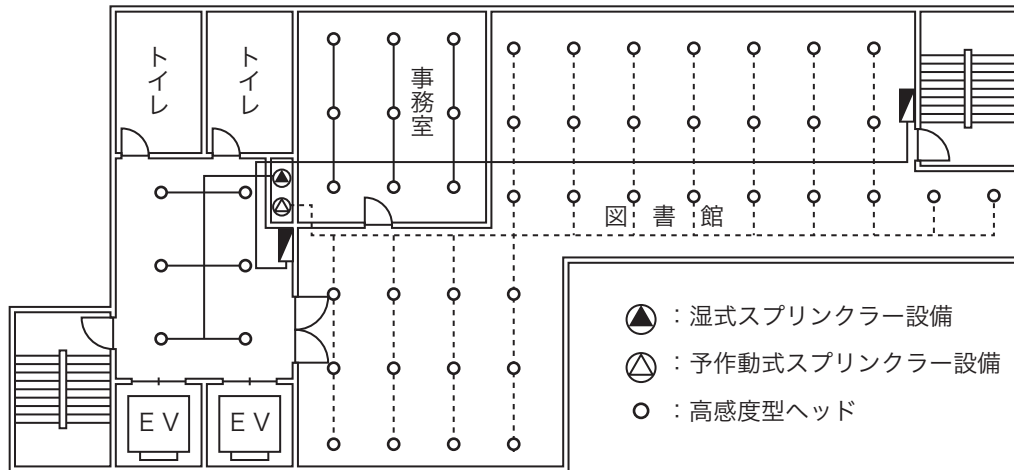 トイレ
トイレ
事務室
図書館
EV
EV
：湿式スプリンクラー設備
：予作動式スプリンクラー設備
：高感度型ヘッド